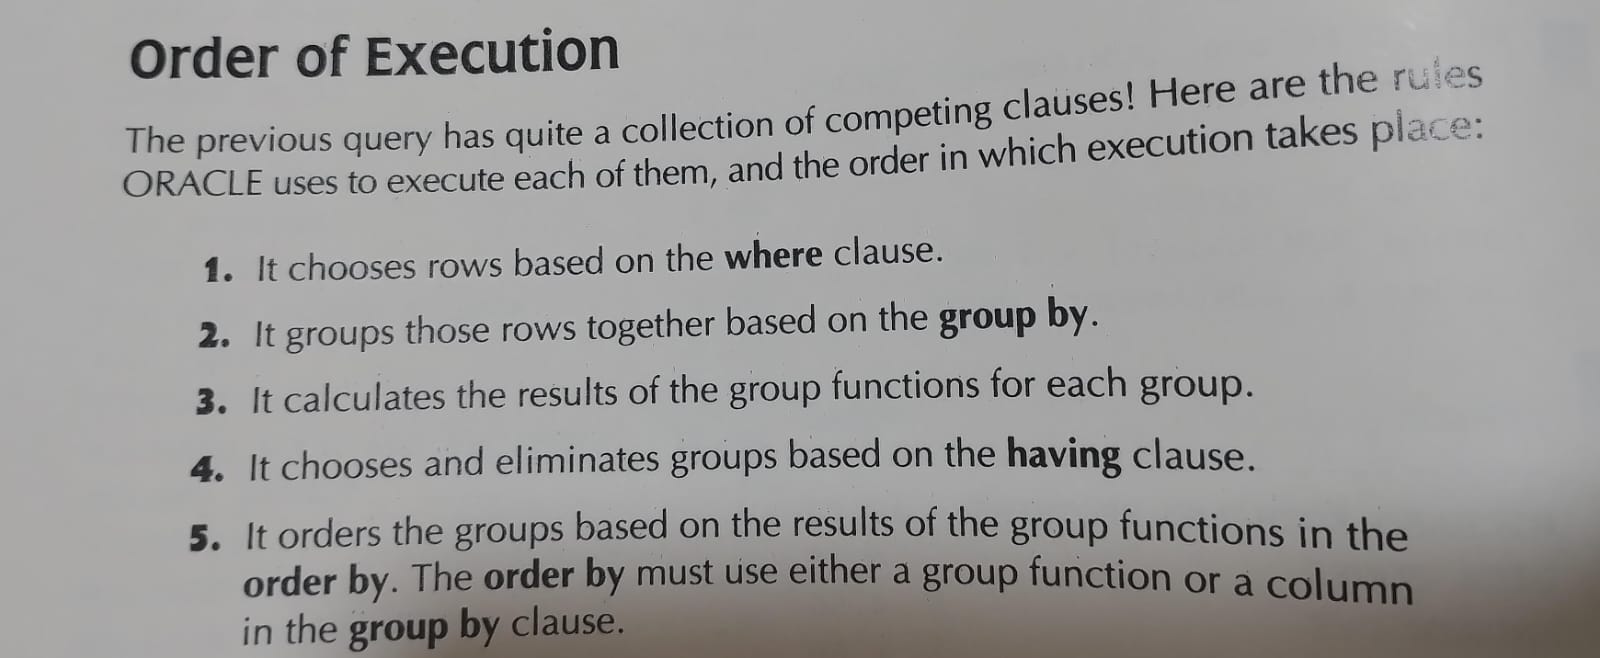 Order of Execution
The previous query has quite a collection of competing clauses! Here are the rules
ORACLE uses to execute each of them, and the order in which execution takes place:
1. It chooses rows based on the where clause.
2. It groups those rows together based on the group by.
3. It calculates the results of the group functions for each group.
4. It chooses and eliminates groups based on the having clause.
5. It orders the groups based on the results of the group functions in the
order by. The order by must use either a group function or a column
in the group by clause.